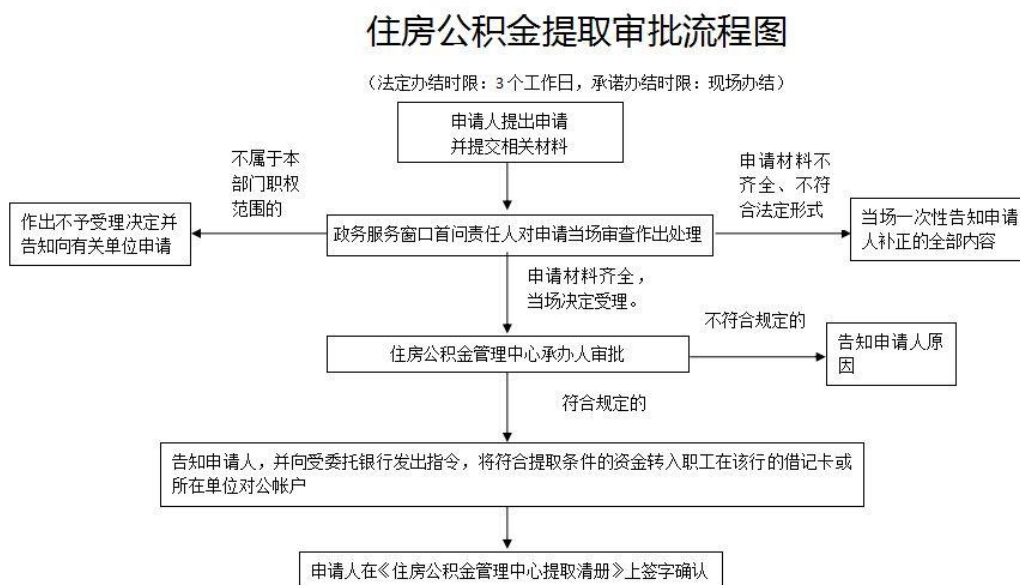 住房公积金提取审批流程图
（法定办结时限：3个工作日，承诺办结时限：现场办结）
申请人提出申请
并提交相关材料
不属于本
部门职权
范围的
申请材料不
齐全、不符
合法定形式
作出不予受理决定并
告知向有关单位申请
政务服务窗口首问责任人对申请当场审查作出处理
当场一次性告知申请
人补正的全部内容
申请材料齐全，
当场决定受理。
不符合规定的
住房公积金管理中心承办人审批
告知申请人原
因
符合规定的
告知申请人，并向受委托银行发出指令，将符合提取条件的资金转入职工在该行的借记卡或
所在单位对公帐户
申请人在《住房公积金管理中心提取清册》上签字确认